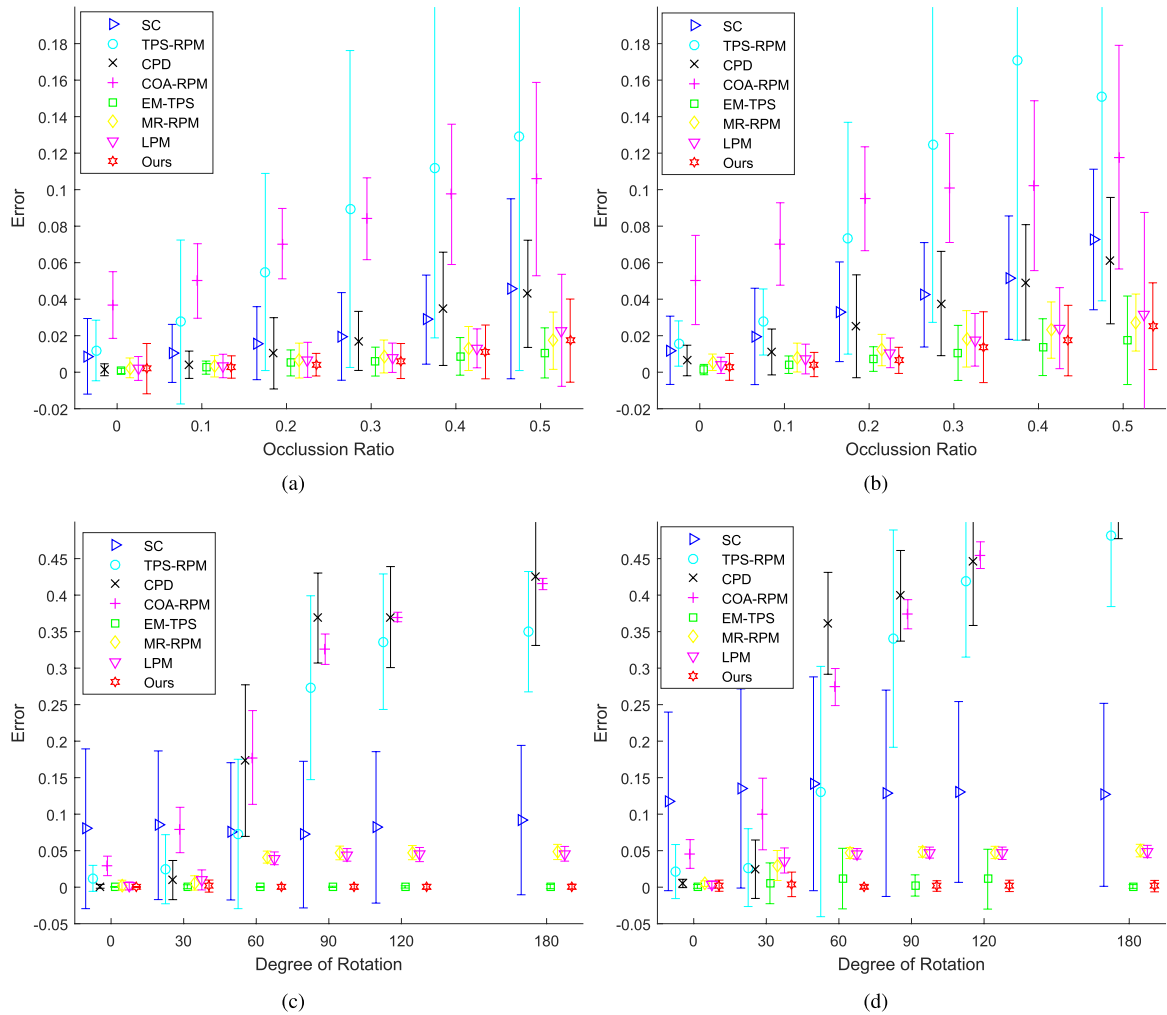 0.18
0.16
0.14
0.12
0.1
0.08
0.06
0.04
0.02
0
-0.02
Error
SC
TPS-RPM
CPD
COA-RPM
EM-TPS
MR-RPM
LPM
Ours
0 0.1 0.2 0.3 0.4 0.5
Occlussion Ratio
(a)
0.18
0.16
0.14
0.12
0.1
0.08
0.06
0.04
0.02
0
-0.02
Error
SC
TPS-RPM
CPD
COA-RPM
EM-TPS
MR-RPM
LPM
Ours
0 0.1 0.2 0.3 0.4 0.5
Occlussion Ratio
(b)
0.45
0.4
0.35
0.3
0.25
0.2
0.15
0.1
0.05
0
-0.05
Error
SC
TPS-RPM
CPD
COA-RPM
EM-TPS
MR-RPM
LPM
Ours
0 30 60 90 120 180
Degree of Rotation
(c)
0.45
0.4
0.35
0.3
0.25
0.2
0.15
0.1
0.05
0
-0.05
Error
SC
TPS-RPM
CPD
COA-RPM
EM-TPS
MR-RPM
LPM
Ours
0 30 60 90 120 180
Degree of Rotation
(d)